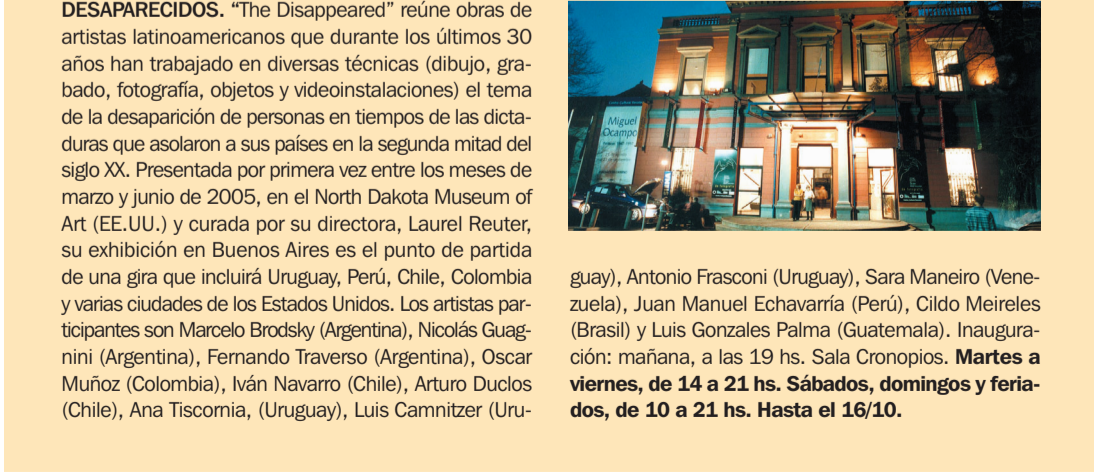 DESAPARECIDOS. “The Disappeared” reúne obras de
artistas latinoamericanos que durante los últimos 30
años han trabajado en diversas técnicas (dibujo, gra-
bado, fotografía, objetos y videoinstalaciones) el tema
de la desaparición de personas en tiempos de las dicta-
duras que asolaron a sus países en la segunda mitad del
siglo XX. Presentada por primera vez entre los meses de
marzo y junio de 2005, en el North Dakota Museum of
Art (EE.UU.) y curada por su directora, Laurel Reuter,
su exhibición en Buenos Aires es el punto de partida
de una gira que incluirá Uruguay, Perú, Chile, Colombia
y varias ciudades de los Estados Unidos. Los artistas par-
ticipantes son Marcelo Brodsky (Argentina), Nicolás Guag-
nini (Argentina), Fernando Traverso (Argentina), Oscar
Muñoz (Colombia), Iván Navarro (Chile), Arturo Duclos
(Chile), Ana Tiscornia, (Uruguay), Luis Camnitzer (Uru-
Miguel
Ocampo
guay), Antonio Frasconi (Uruguay), Sara Maneiro (Vene-
zuela), Juan Manuel Echavarría (Perú), Cildo Meireles
(Brasil) y Luis Gonzales Palma (Guatemala). Inaugura-
ción: mañana, a las 19 hs. Sala Cronopios. Martes a
viernes, de 14 a 21 hs. Sábados, domingos y feria-
dos, de 10 a 21 hs. Hasta el 16/10.